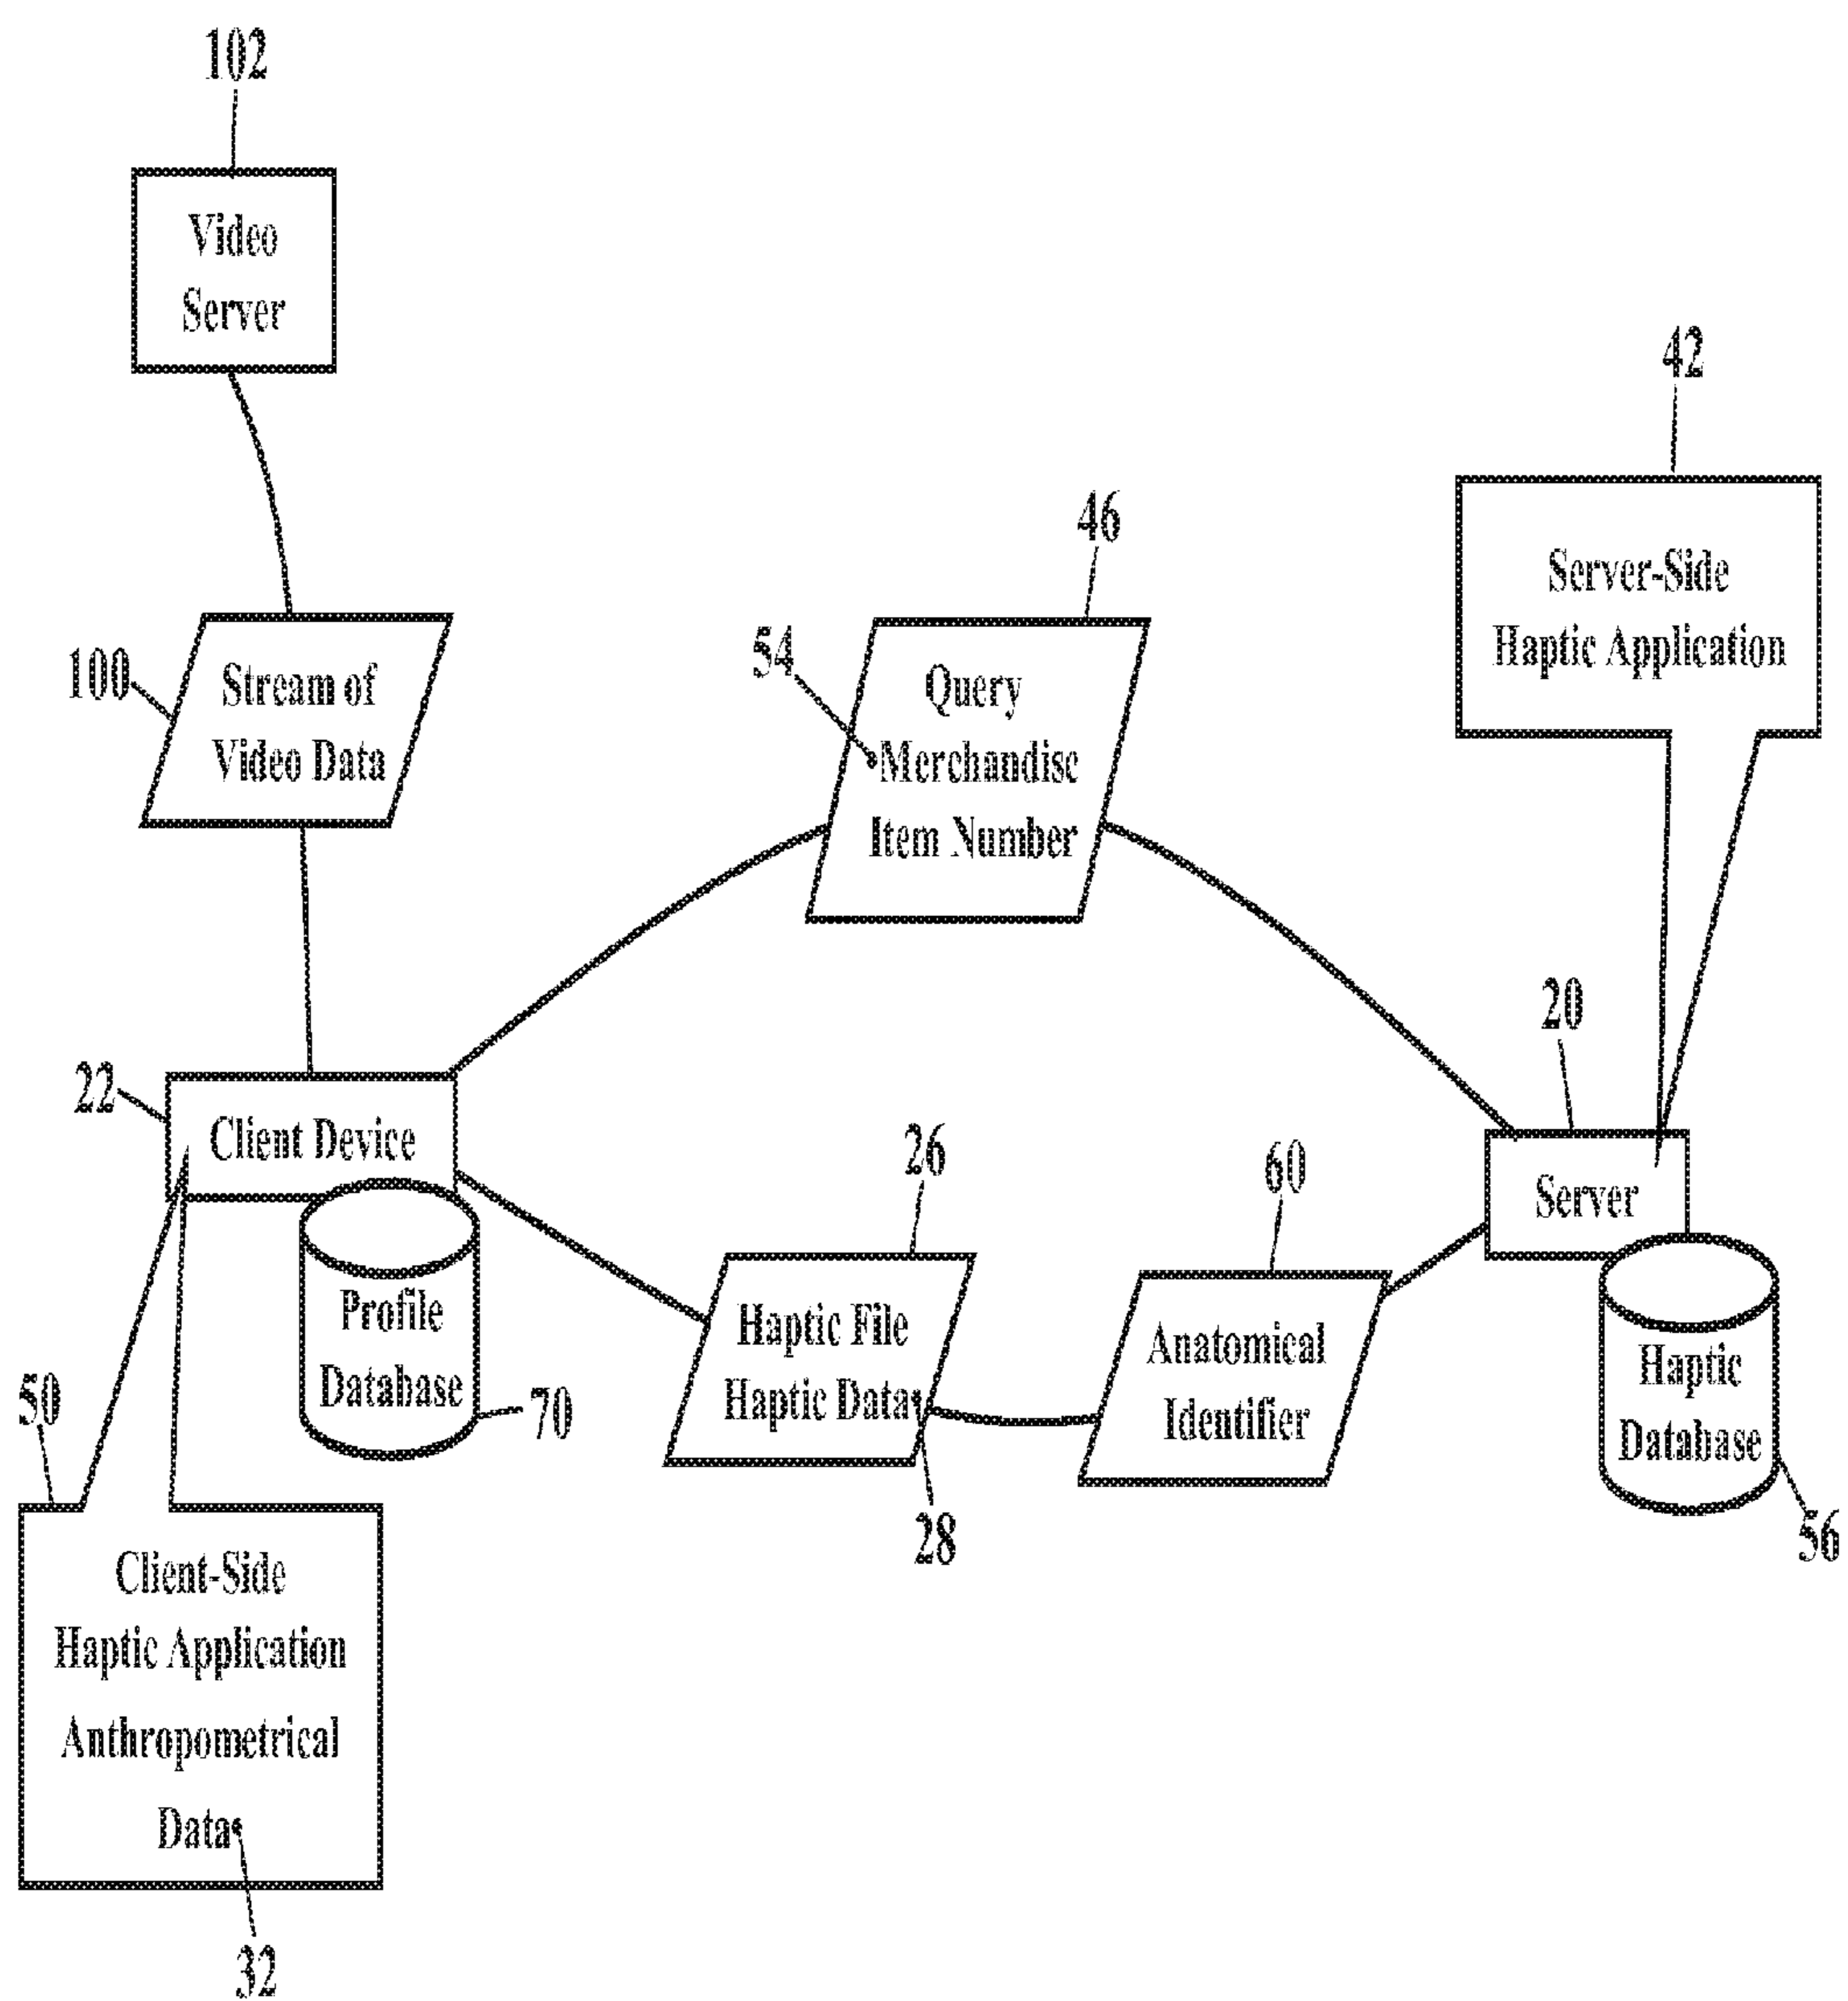 102
Video
Server
42
46
Server-Side
Haptic Application
54
Query
Merchandise
Item Number
100
Stream of
Video Data
20
22
Client Device
26
60
Server
Profile
Database
70
Haptic File
Haptic Data
28
Anatomical
Identifier
Haptic
Database
56
50
Client-Side
Haptic Application
Anthropometrical
Data
32